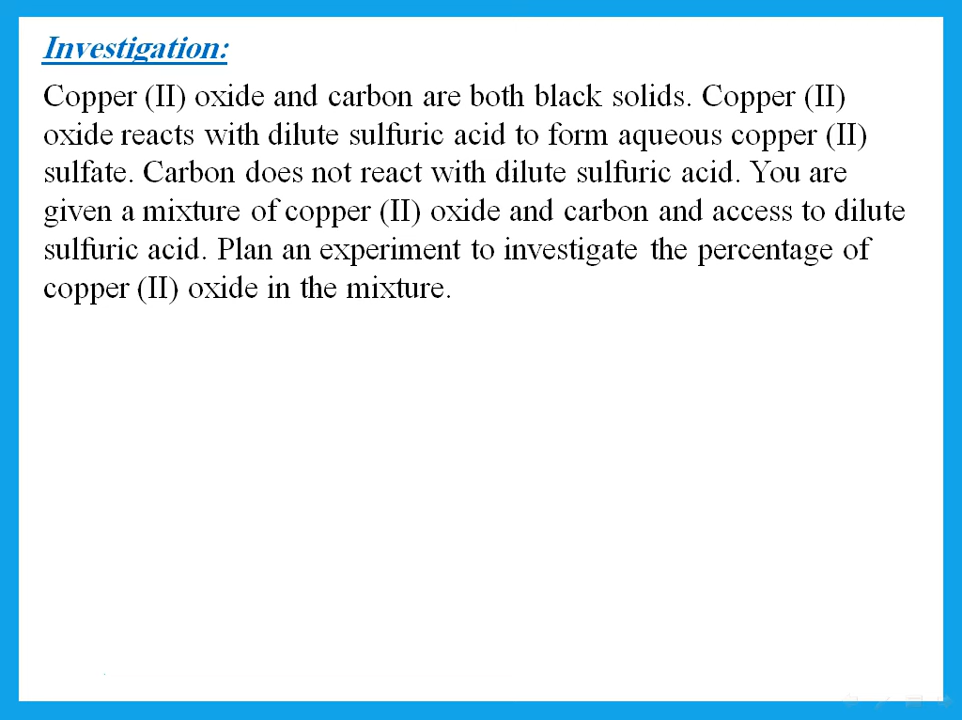 Investigation:
Copper (II) oxide and carbon are both black solids. Copper (II)
oxide reacts with dilute sulfuric acid to form aqueous copper (II)
sulfate. Carbon does not react with dilute sulfuric acid. You are
given a mixture of copper (II) oxide and carbon and access to dilute
sulfuric acid. Plan an experiment to investigate the percentage of
copper (II) oxide in the mixture.